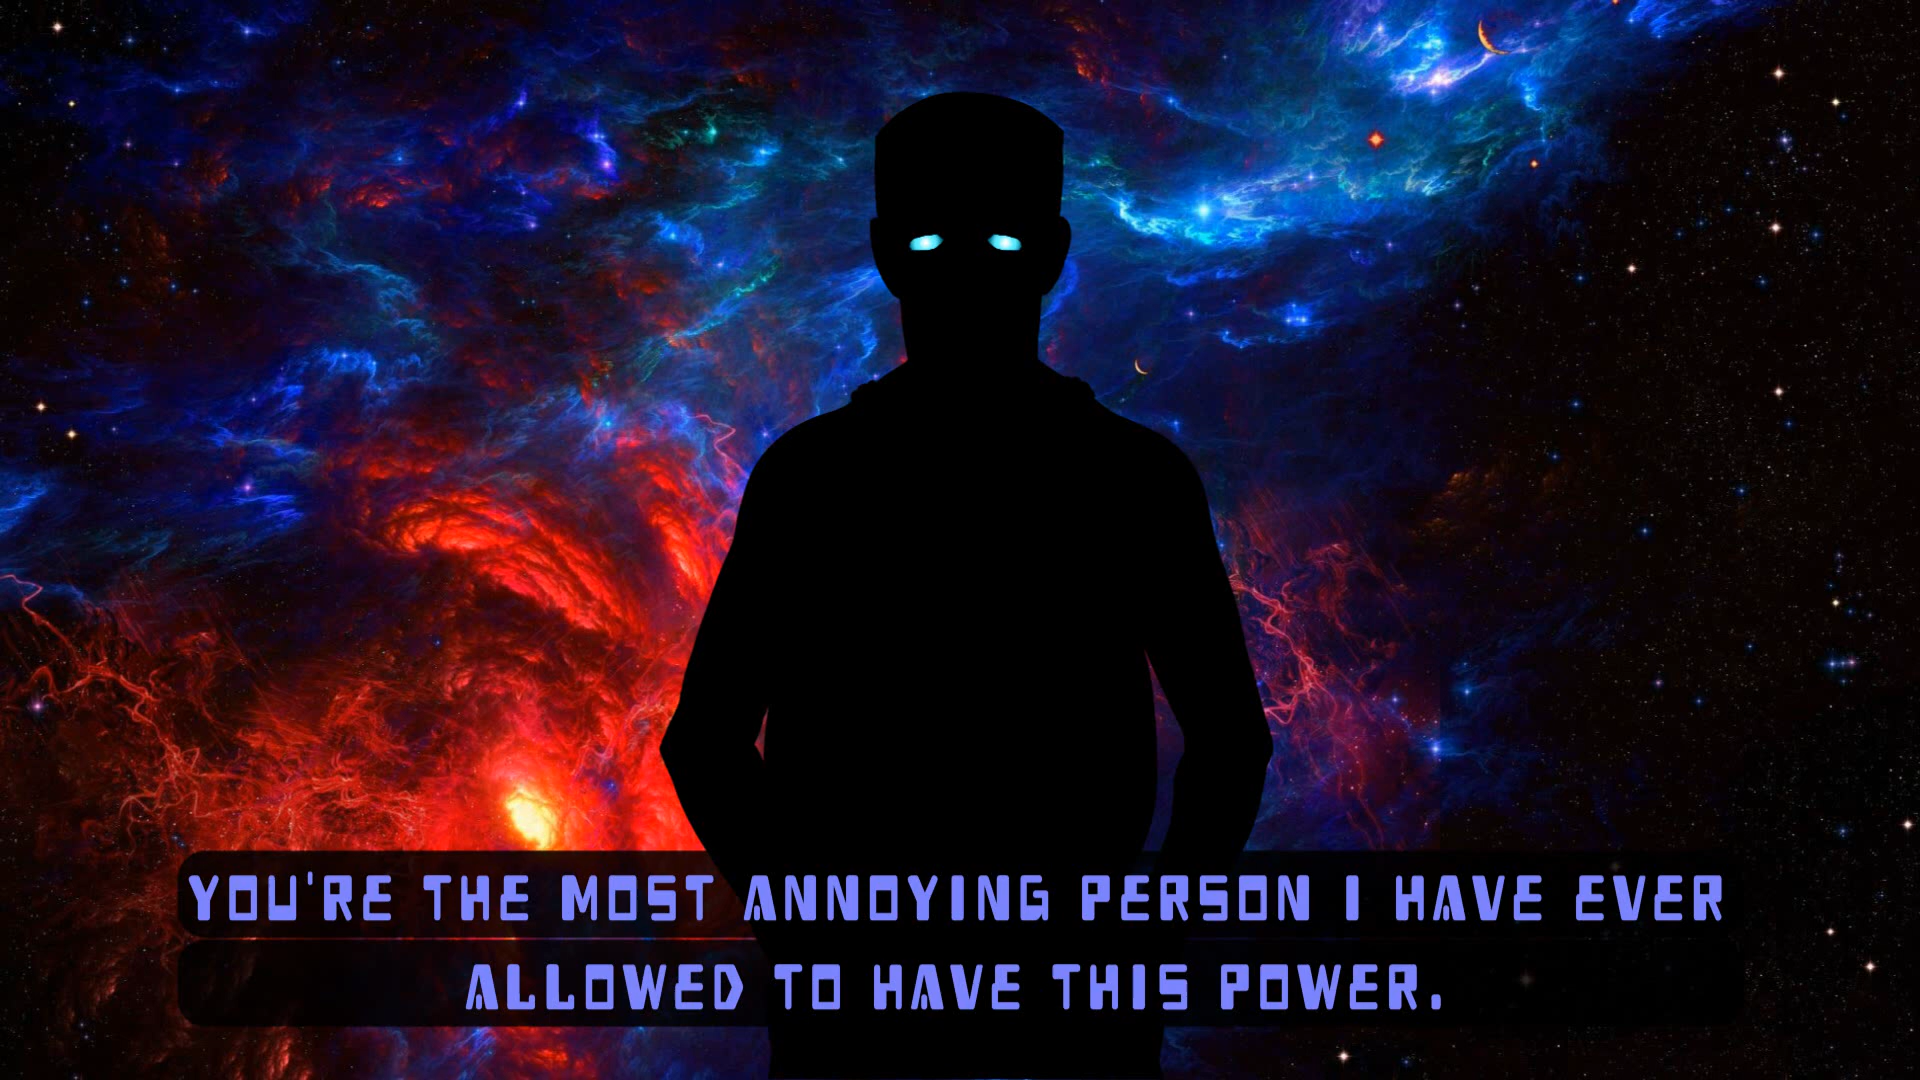 YOU'RE THE MOST ANNOYING PERSON I HAVE EVER
ALLOWED TO HAVE THIS POWER.